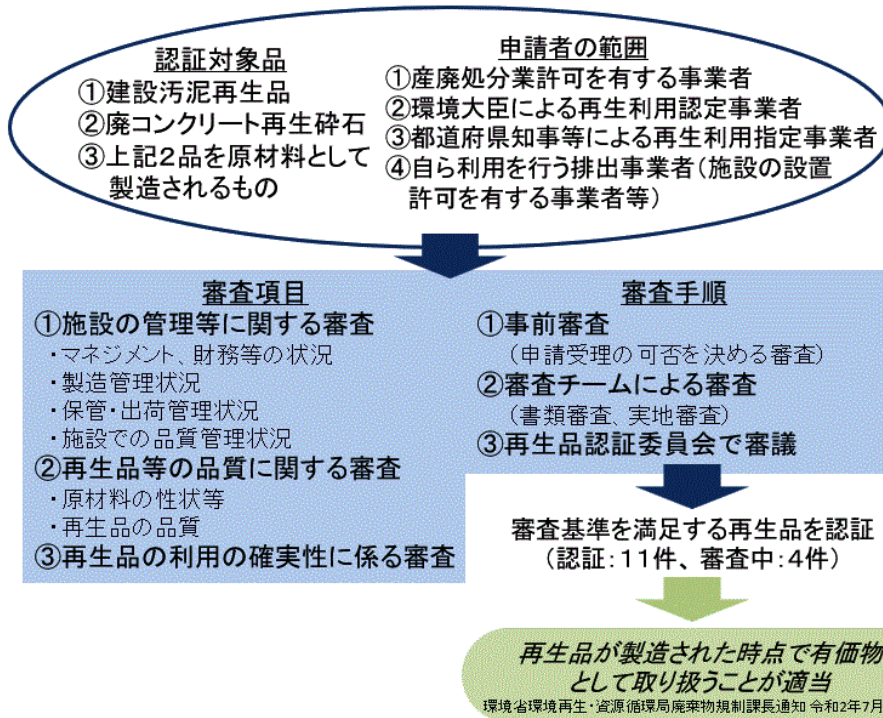 認証対象品
①建設汚泥再生品
②廃コンクリート再生砕石
③上記2品を原材料として
製造されるもの
申請者の範囲
①産廃処分業許可を有する事業者
②環境大臣による再生利用認定事業者
③都道府県知事等による再生利用指定事業者
④自ら利用を行う排出事業者(施設の設置
許可を有する事業者等)
審査項目
①施設の管理等に関する審査
・マネジメント、財務等の状況
・製造管理状況
・保管・出荷管理状況
・施設での品質管理状況
②再生品等の品質に関する審査
・原材料の性状等
・再生品の品質
③再生品の利用の確実性に係る審査
審査手順
①事前審査
(申請受理の可否を決める審査)
②審査チームによる審査
(書類審査、実地審査)
③再生品認証委員会で審議
審査基準を満足する再生品を認証
(認証:11件、審査中:4件)
再生品が製造された時点で有価物
として取り扱うことが適当
環境省環境再生・資源循環局廃棄物規制課長通知 令和2年7月